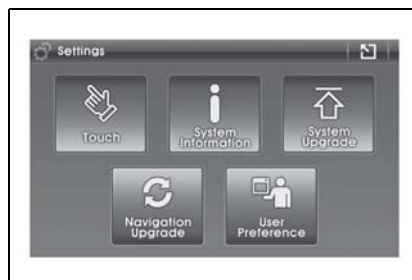 Settings
Touch
System
Information
System
Upgrade
Navigation
Upgrade
User
Preference